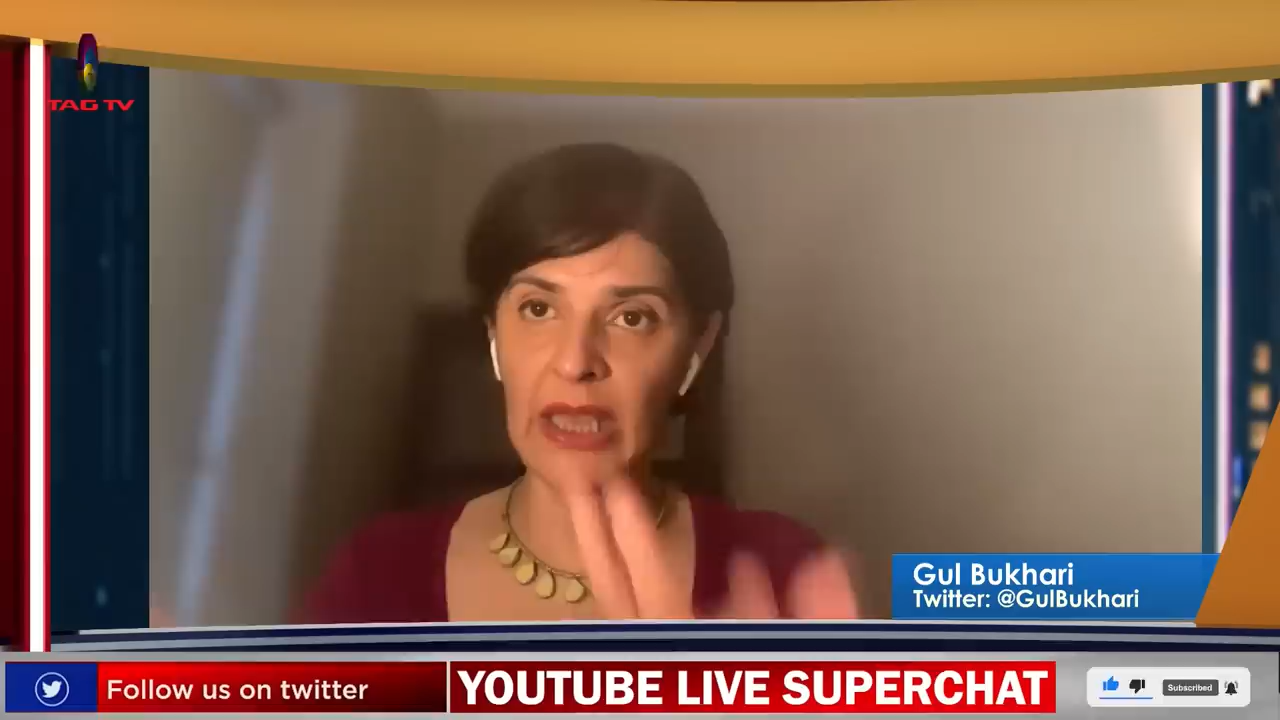 TAG TV
Gul Bukhari
Twitter: @GulBukhari
Follow us on twitter
YOUTUBE LIVE SUPERCHAT
Subscribed